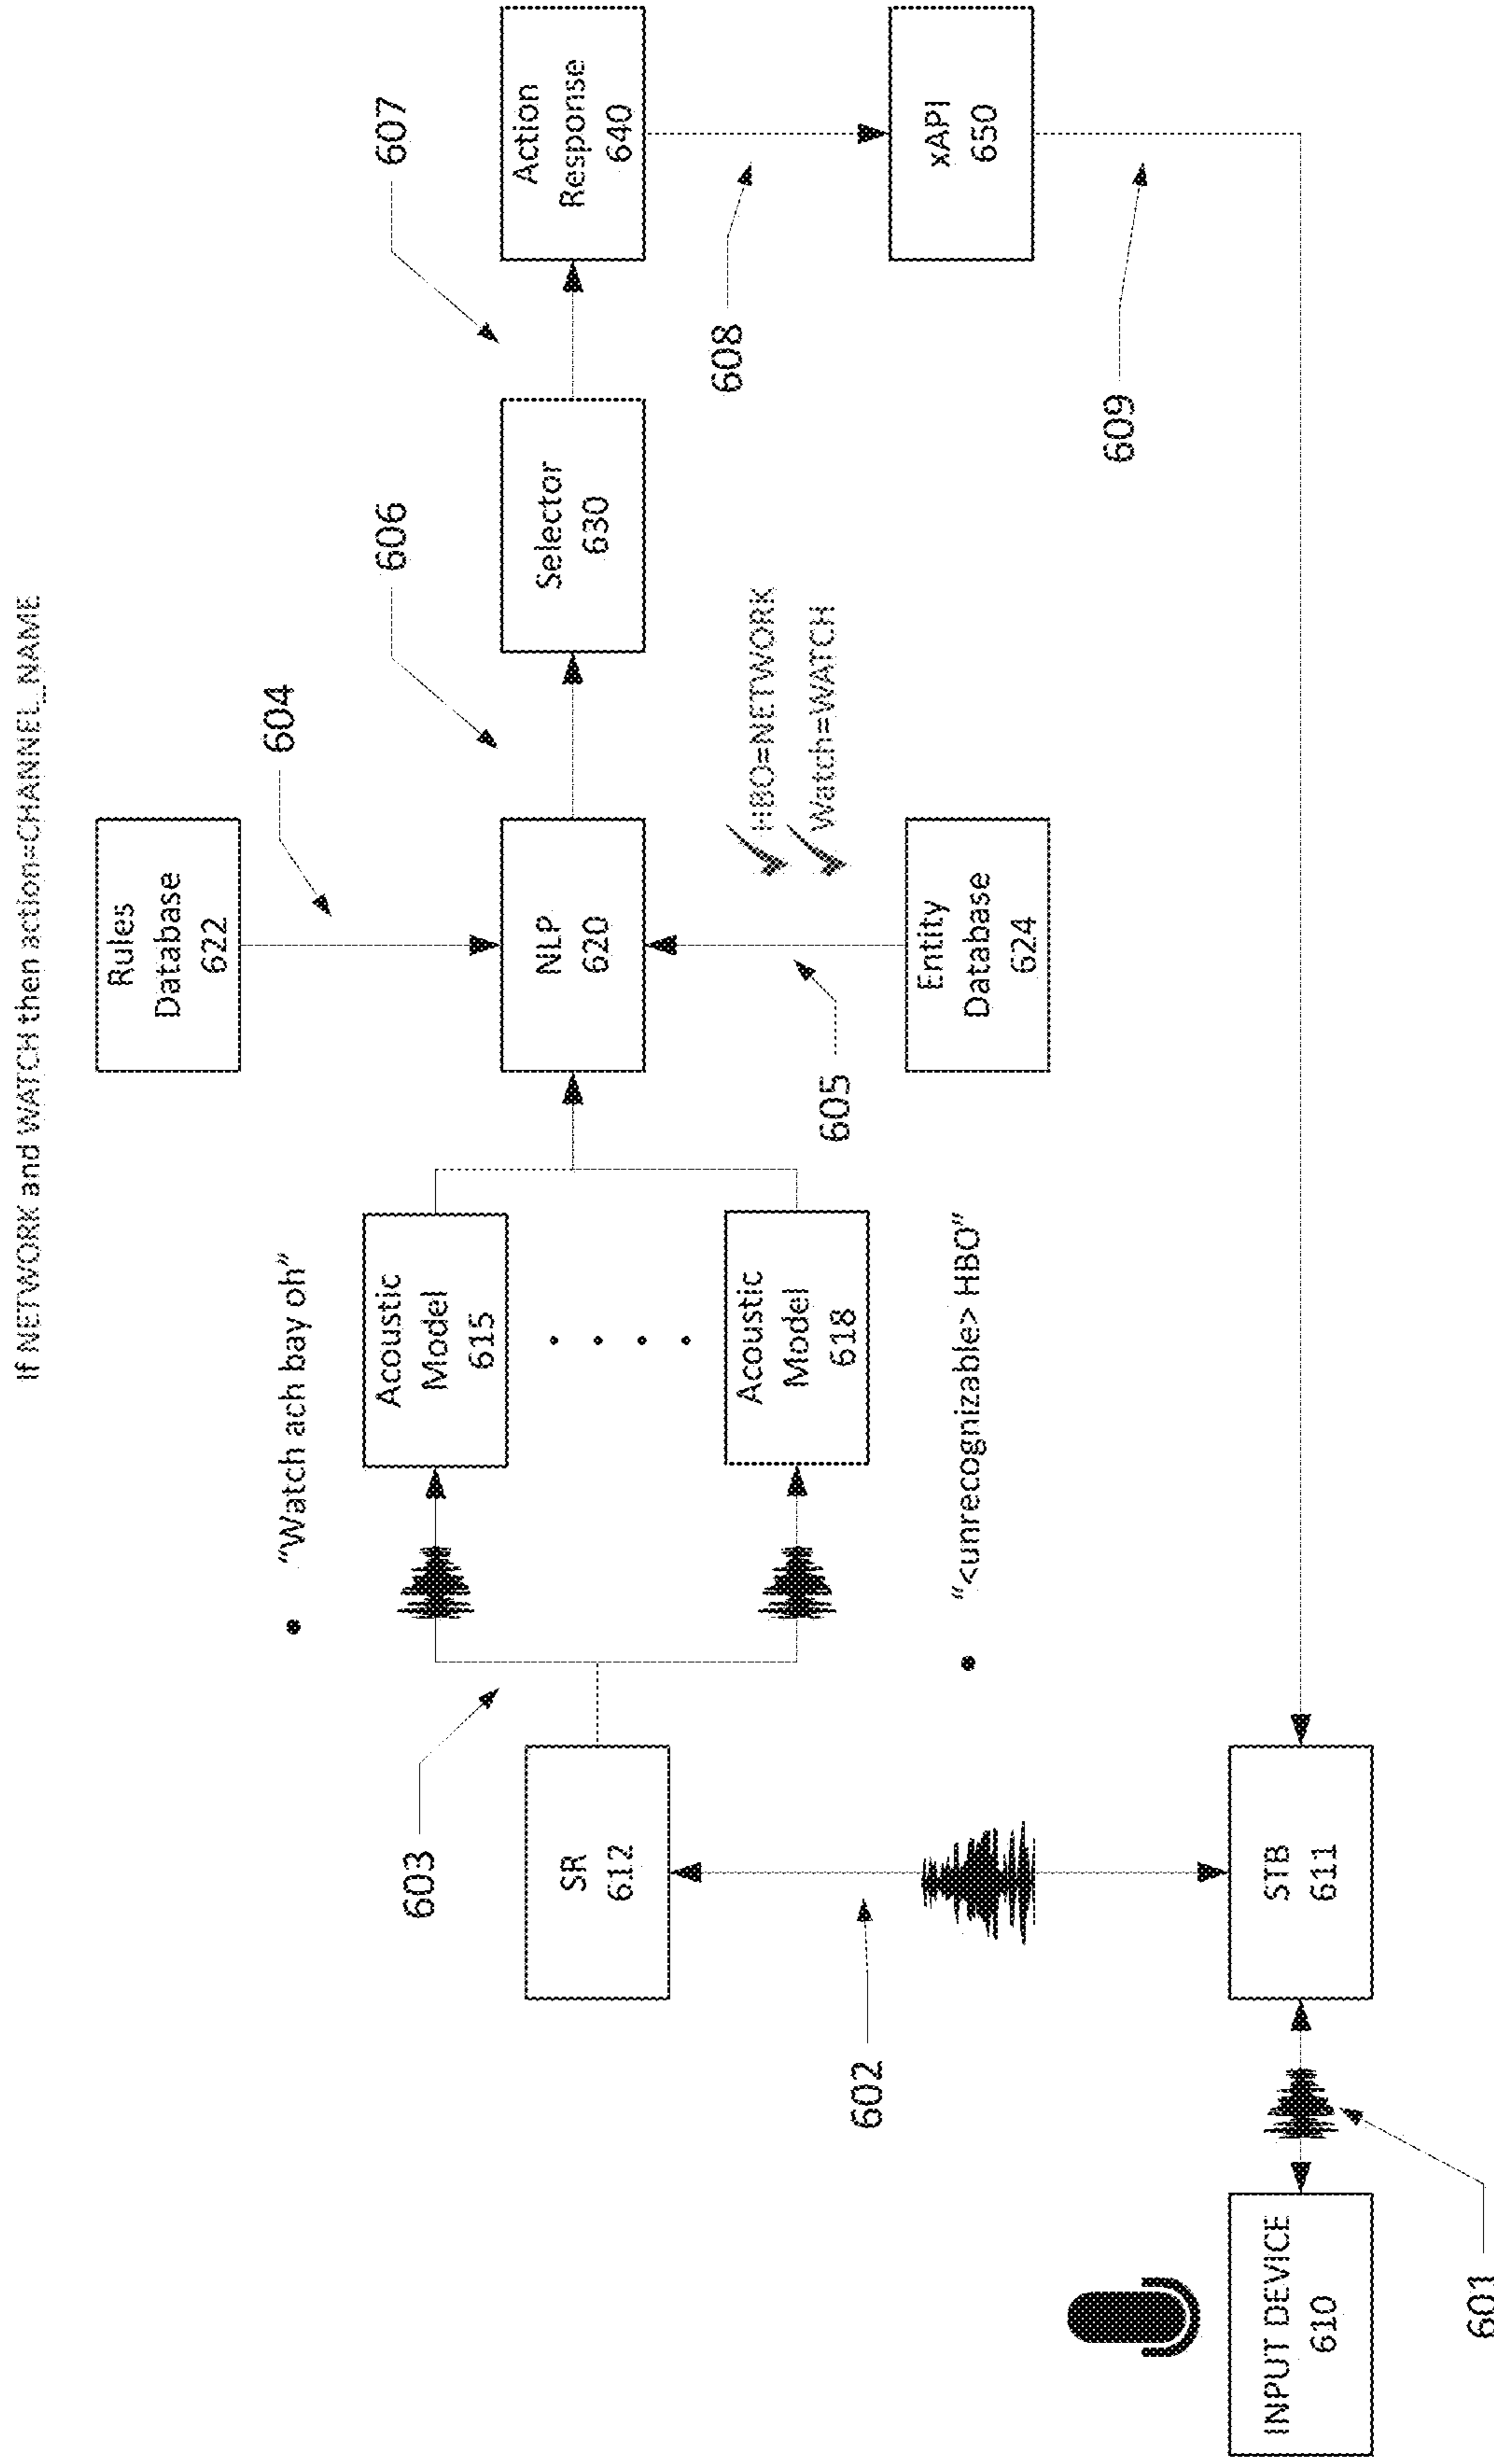 If NETWORK and WATCH then action=CHANNEL_NAME
604
606
607
Rules
Database
622
"Watch ach bay oh"
603
Acoustic
Model
615
NLP
620
Selector
630
Action
Response
640
SR
612
608
Acoustic
Model
618
605
HBO=NETWORK
Watch=WATCH
602
"<unrecognizable> HBO"
Entity
Database
624
xAPI
650
609
INPUT DEVICE
610
STB
611
601